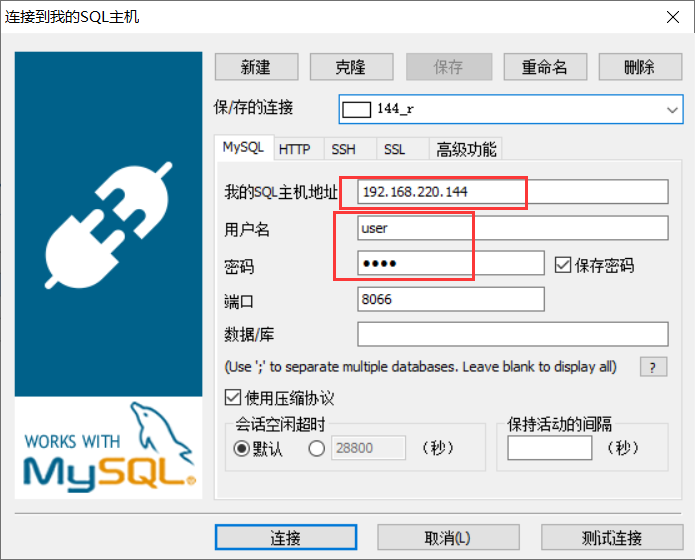 连接到我的SQL主机
新建 克隆 保存 重命名 删除
保/存的连接 144_r
MySQL HTTP SSH SSL 高级功能
我的SQL主机地址 192.168.220.144
用户名 user
密码 ●●●● 保存密码
端口 8066
数据/库
(Use ';' to separate multiple databases. Leave blank to display all) ?
使用压缩协议
会话空闲超时 保持活动的间隔
默认 28800 (秒) (秒)
WORKS WITH
MySQL®
连接 取消(L) 测试连接